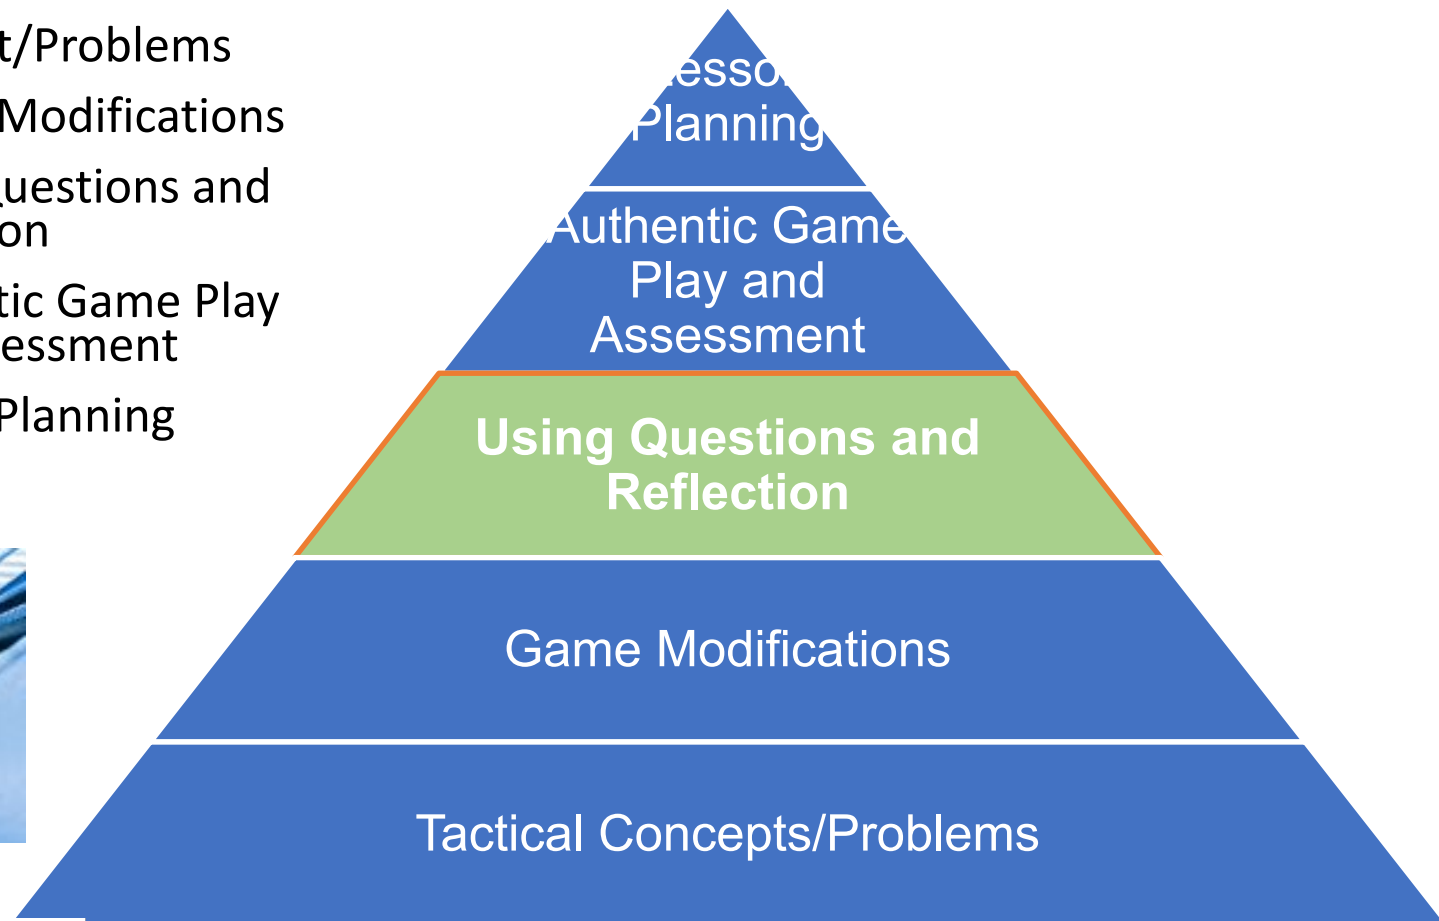 t/Problems
Modifications
uestions and
on
tic Game Play
essment
Planning
esso
Planning
Authentic Game
Play and
Assessment
Using Questions and
Reflection
Game Modifications
Tactical Concepts/Problems